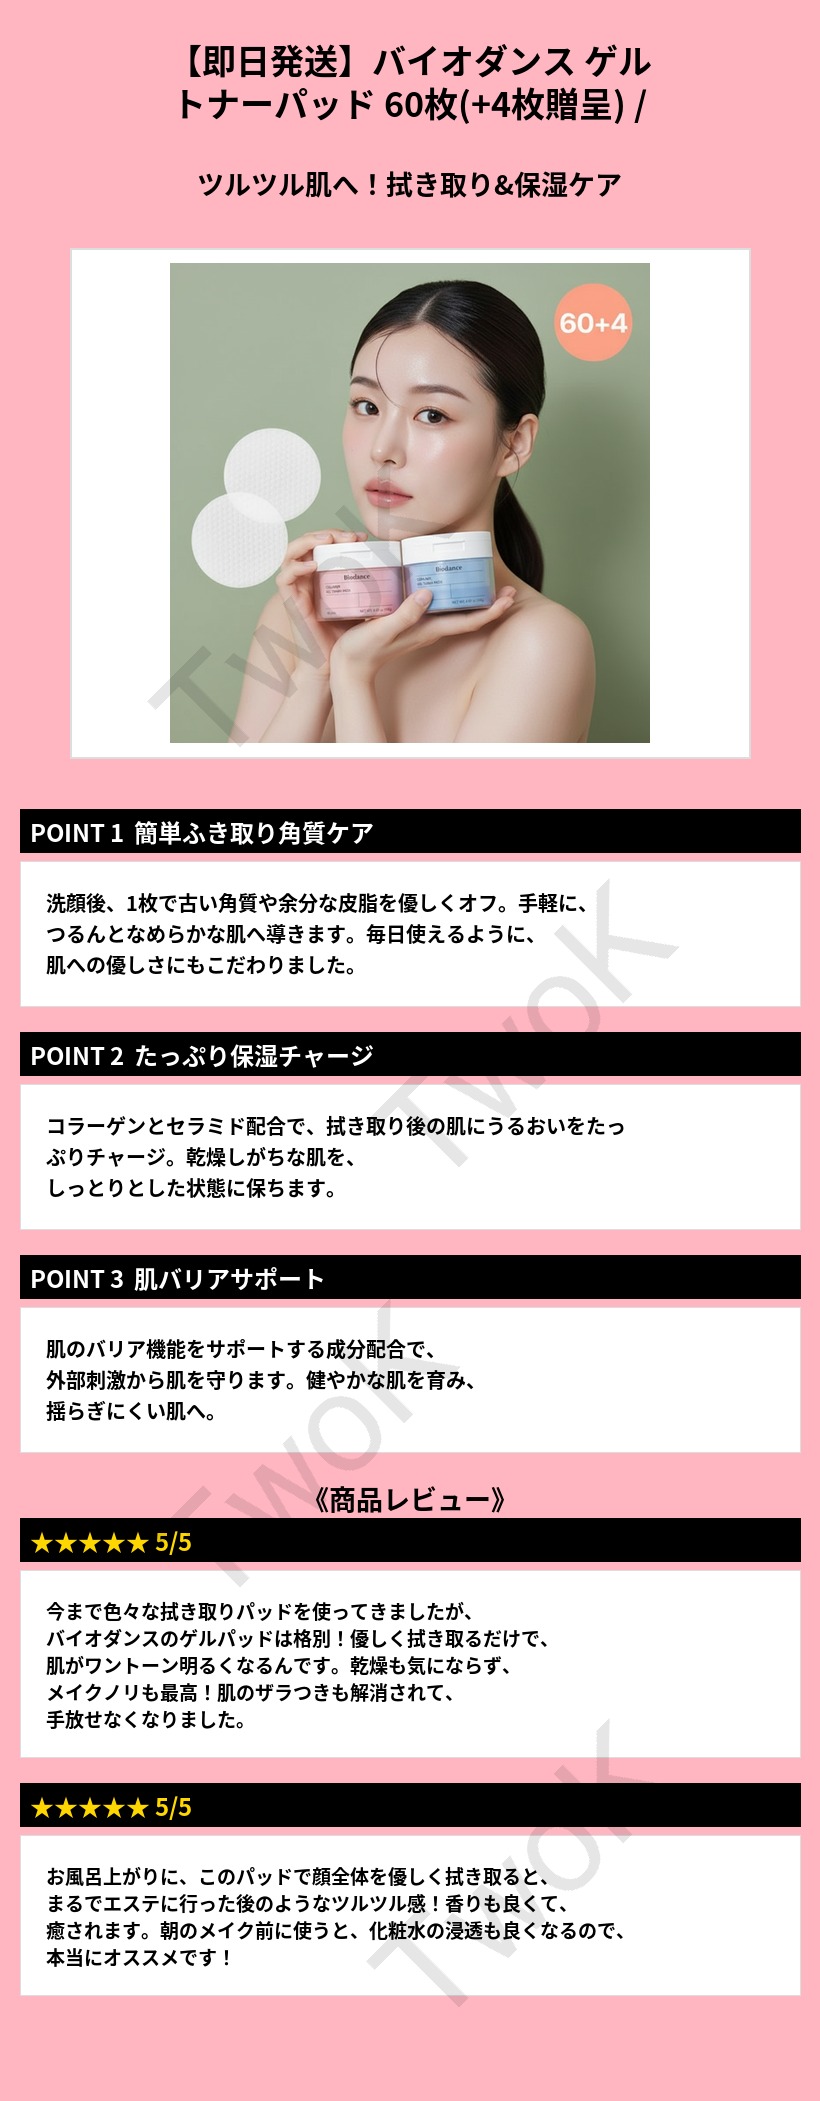 【即日発送】バイオダンス ゲル
トナーパッド 60枚(+4枚贈呈) /
ツルツル肌へ！拭き取り&保湿ケア
60+4
Biodance
Biodance
TwoK
POINT 1 簡単ふき取り角質ケア
洗顔後、1枚で古い角質や余分な皮脂を優しくオフ。手軽に、
つるんとなめらかな肌へ導きます。毎日使えるように、
肌への優しさにもこだわりました。
TwoK
POINT 2 たっぷり保湿チャージ
コラーゲンとセラミド配合で、拭き取り後の肌にうるおいをたっ
ぷりチャージ。乾燥しがちな肌を、
しっとりとした状態に保ちます。
POINT 3 肌バリアサポート
肌のバリア機能をサポートする成分配合で、
外部刺激から肌を守ります。健やかな肌を育み、
揺らぎにくい肌へ。
TwoK
《商品レビュー》
★★★★★ 5/5
今まで色々な拭き取りパッドを使ってきましたが、
バイオダンスのゲルパッドは格別！優しく拭き取るだけで、
肌がワントーン明るくなるんです。乾燥も気にならず、
メイクノリも最高！肌のザラつきも解消されて、
手放せなくなりました。
★★★★★ 5/5
お風呂上がりに、このパッドで顔全体を優しく拭き取ると、
まるでエステに行った後のようなツルツル感！香りも良くて、
癒されます。朝のメイク前に使うと、化粧水の浸透も良くなるので、
本当にオススメです！
TwoK